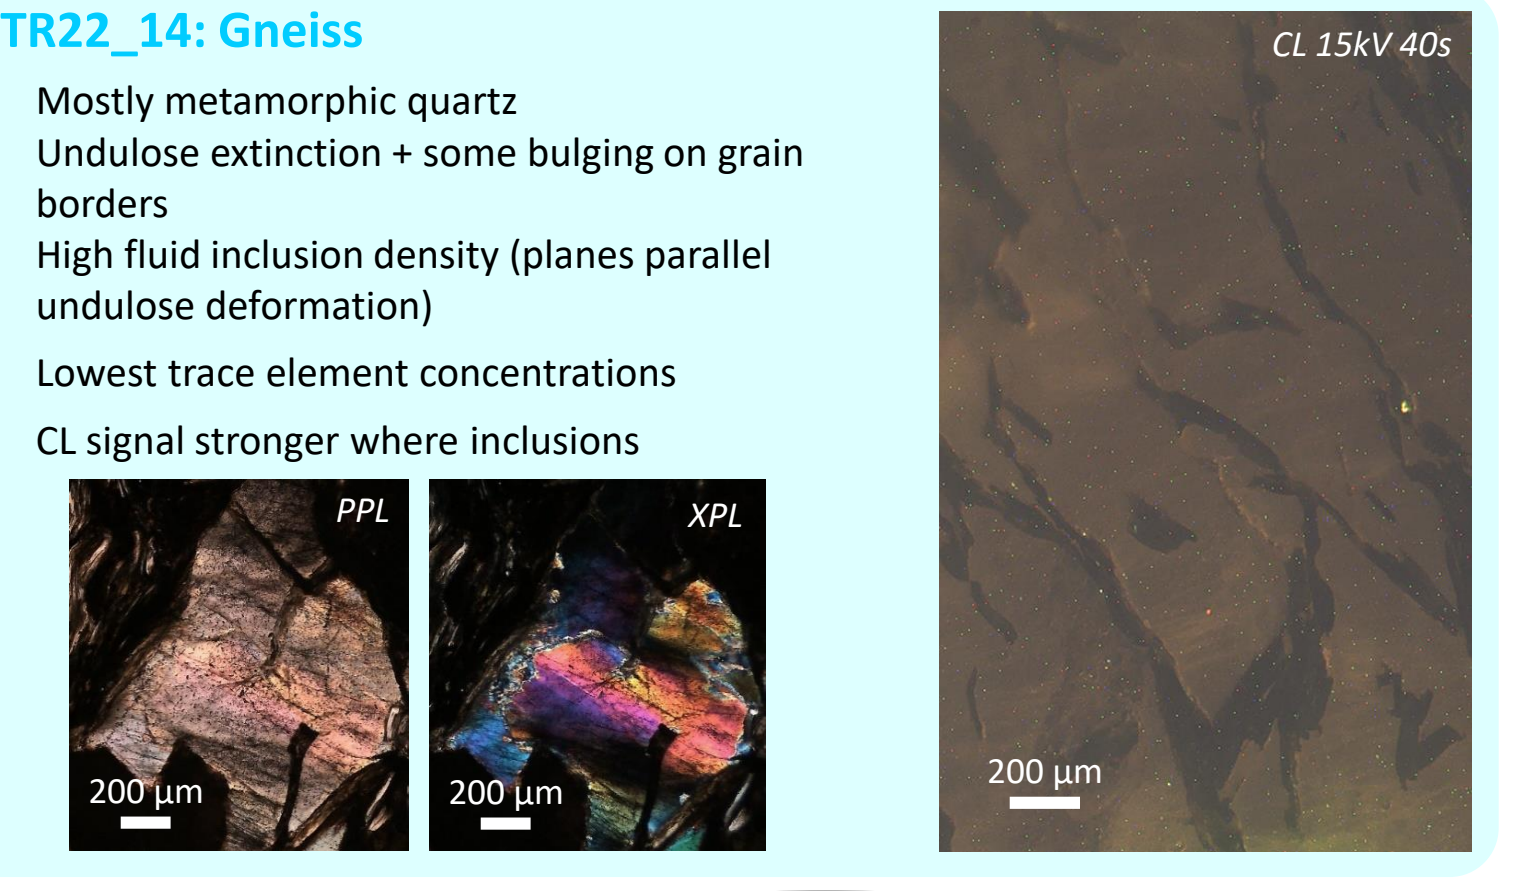 TR22_14: Gneiss
Mostly metamorphic quartz
Undulose extinction + some bulging on grain
borders
High fluid inclusion density (planes parallel
undulose deformation)
Lowest trace element concentrations
CL signal stronger where inclusions
PPL
200 µm
XPL
200 µm
CL 15kV 40s
200 µm